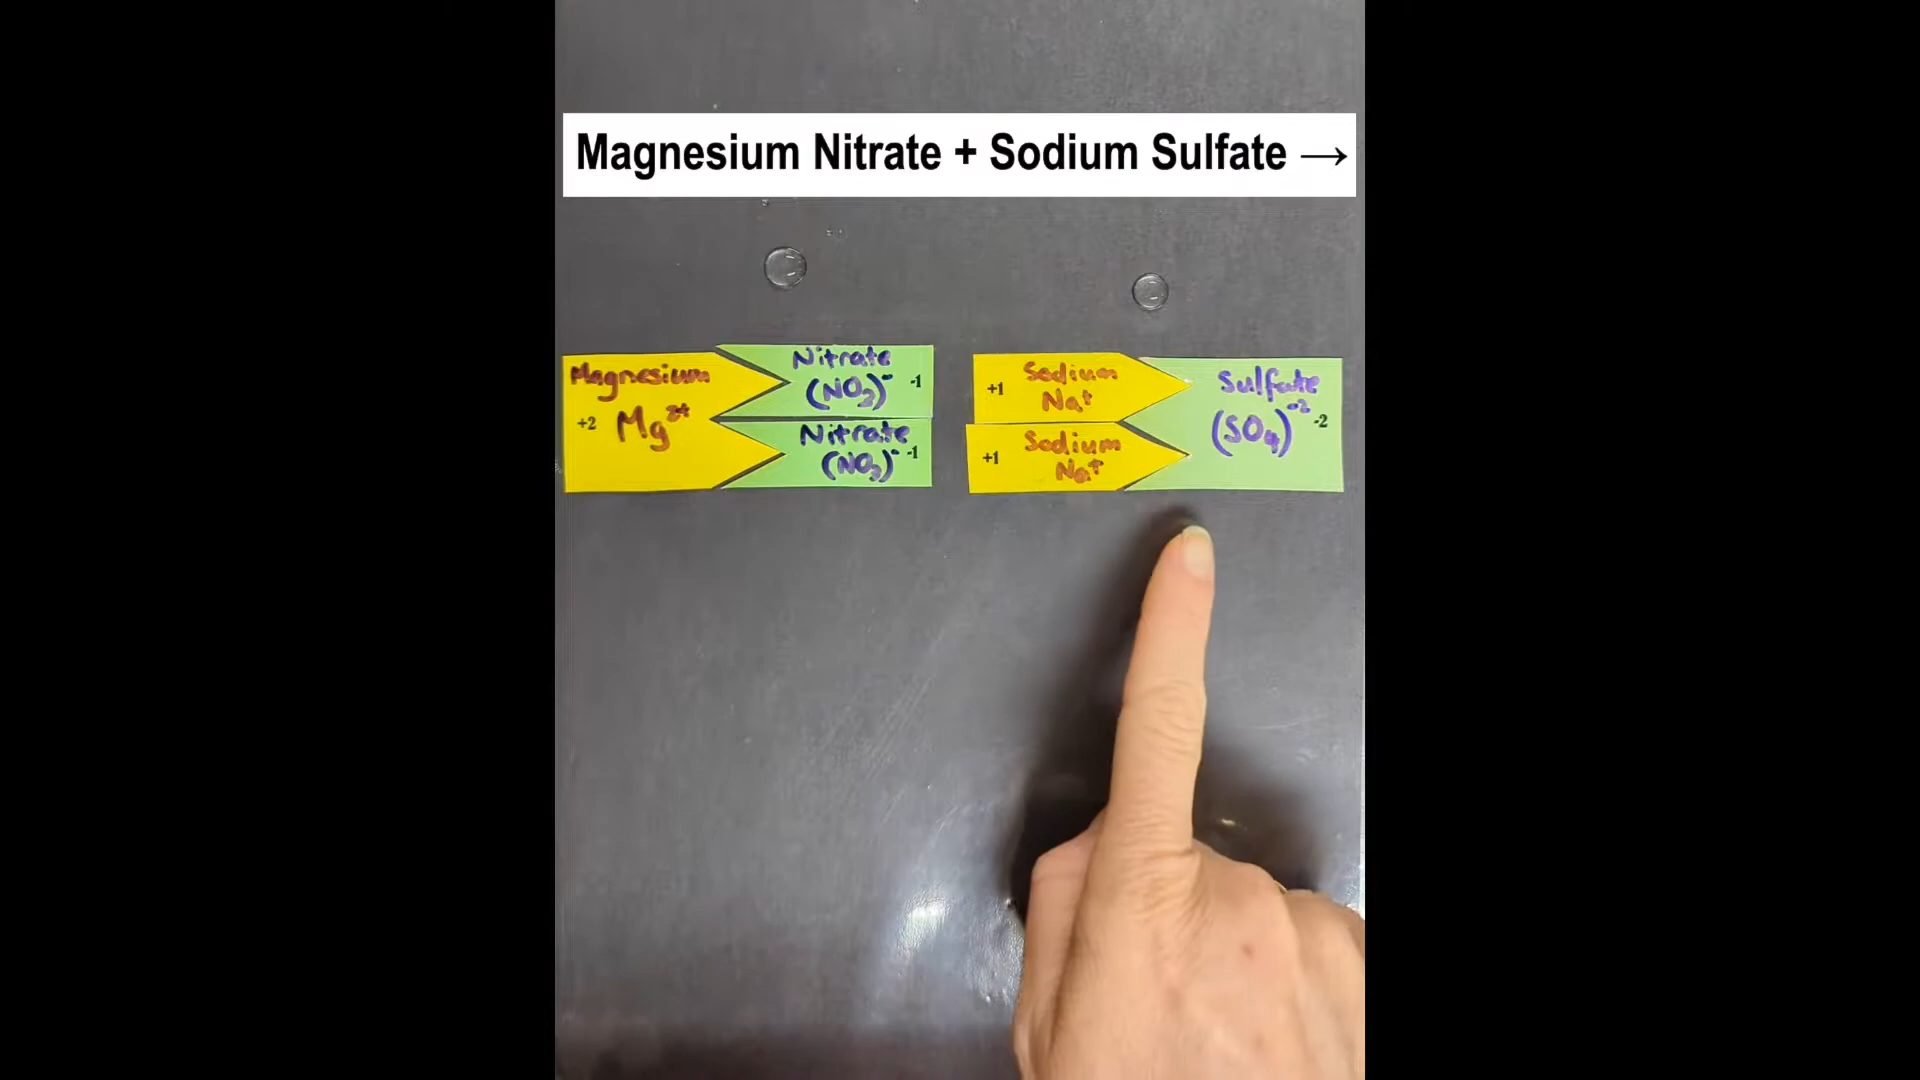 Magnesium Nitrate + Sodium Sulfate →
Magnesium
+2 Mg²⁺
Nitrate
(NO₃)⁻ -1
Nitrate
(NO₃)⁻ -1
Sodium
+1 Na⁺
Sodium
+1 Na⁺
Sulfate
(SO₄)⁻² -2